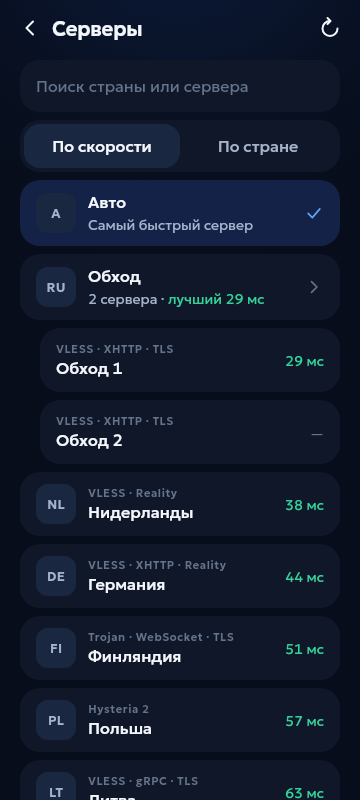 Серверы
Поиск страны или сервера
По скорости
По стране
A
Авто
Самый быстрый сервер
RU
Обход
2 сервера · лучший 29 мс
VLESS · XHTTP · TLS
Обход 1
29 мс
VLESS · XHTTP · TLS
Обход 2
—
NL
VLESS · Reality
Нидерланды
38 мс
DE
VLESS · XHTTP · Reality
Германия
44 мс
FI
Trojan · WebSocket · TLS
Финляндия
51 мс
PL
Hysteria 2
Польша
57 мс
LT
VLESS · gRPC · TLS
Литва
63 мс